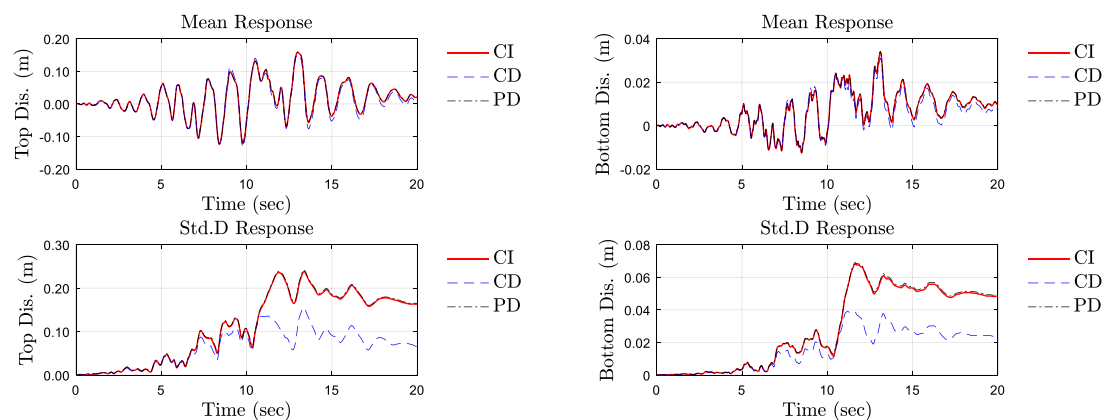 Mean Response
Top Dis. (m)
0.20
0.10
0.00
-0.10
-0.20
0 5 10 15 20
Time (sec)
CI
CD
PD
Mean Response
Bottom Dis. (m)
0.04
0.02
0
-0.02
0 5 10 15 20
Time (sec)
CI
CD
PD
Std.D Response
Top Dis. (m)
0.30
0.20
0.10
0.00
0 5 10 15 20
Time (sec)
CI
CD
PD
Std.D Response
Bottom Dis. (m)
0.08
0.06
0.04
0.02
0
0 5 10 15 20
Time (sec)
CI
CD
PD